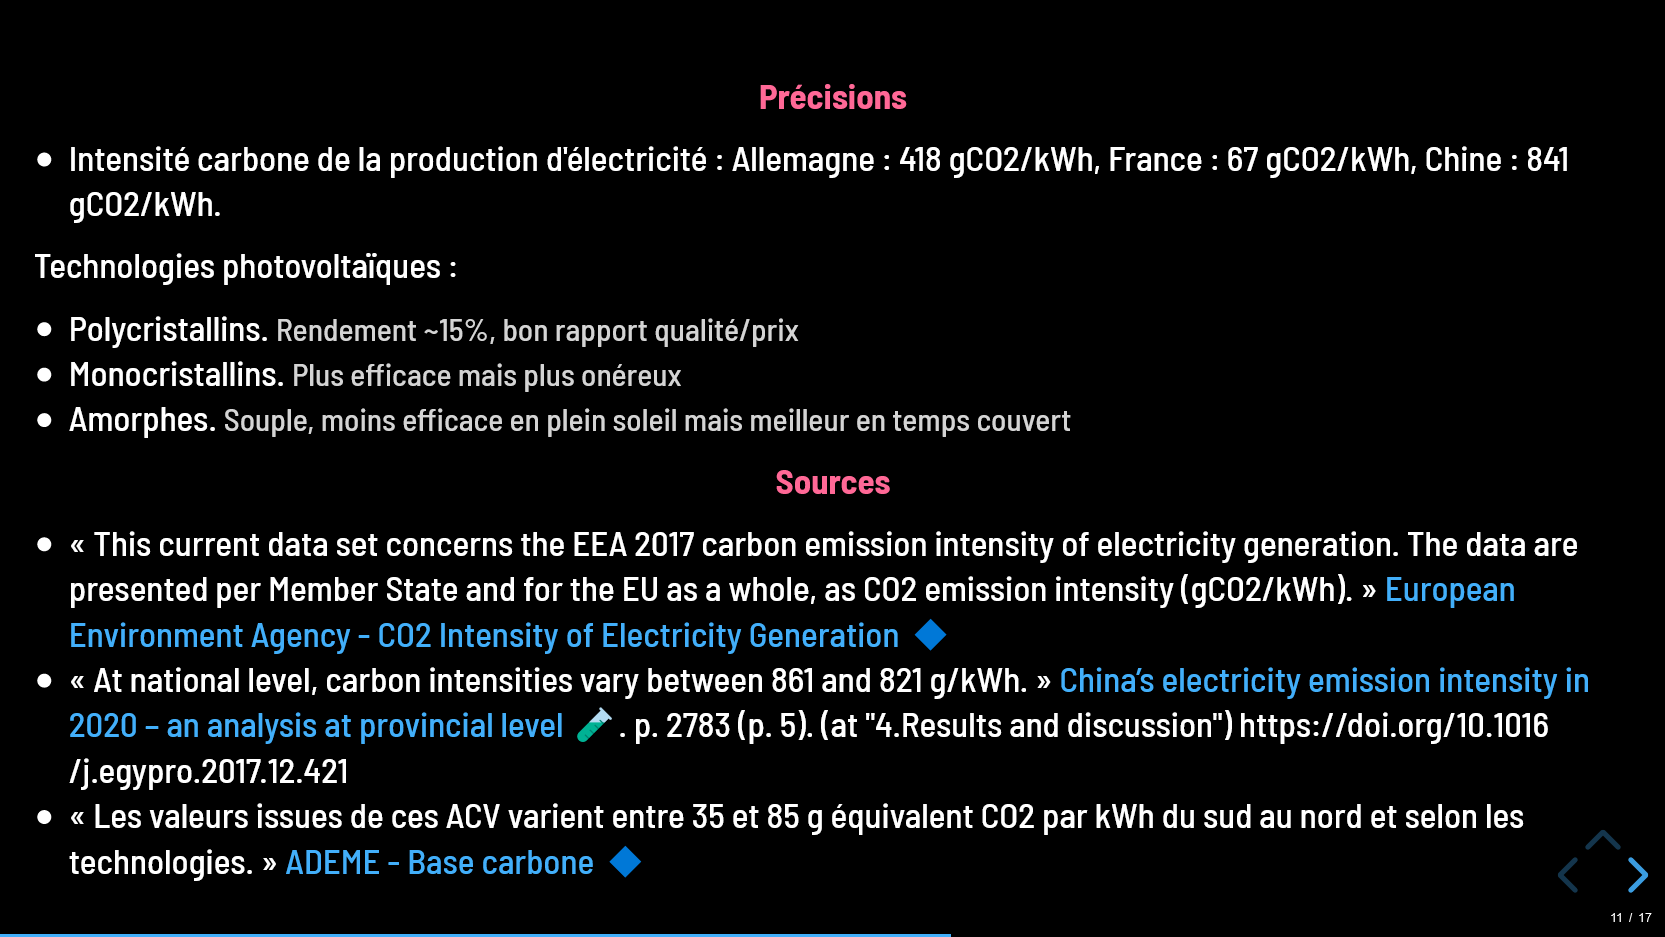 Précisions
Intensité carbone de la production d'électricité : Allemagne : 418 gCO2/kWh, France : 67 gCO2/kWh, Chine : 841
gCO2/kWh.
Technologies photovoltaïques :
Polycristallins. Rendement ~15%, bon rapport qualité/prix
Monocristallins. Plus efficace mais plus onéreux
Amorphes. Souple, moins efficace en plein soleil mais meilleur en temps couvert
Sources
« This current data set concerns the EEA 2017 carbon emission intensity of electricity generation. The data are
presented per Member State and for the EU as a whole, as CO2 emission intensity (gCO2/kWh). » European
Environment Agency - CO2 Intensity of Electricity Generation
« At national level, carbon intensities vary between 861 and 821 g/kWh. » China’s electricity emission intensity in
2020 – an analysis at provincial level . p. 2783 (p. 5). (at "4.Results and discussion") https://doi.org/10.1016
/j.egypro.2017.12.421
« Les valeurs issues de ces ACV varient entre 35 et 85 g équivalent CO2 par kWh du sud au nord et selon les
technologies. » ADEME - Base carbone
11 / 17